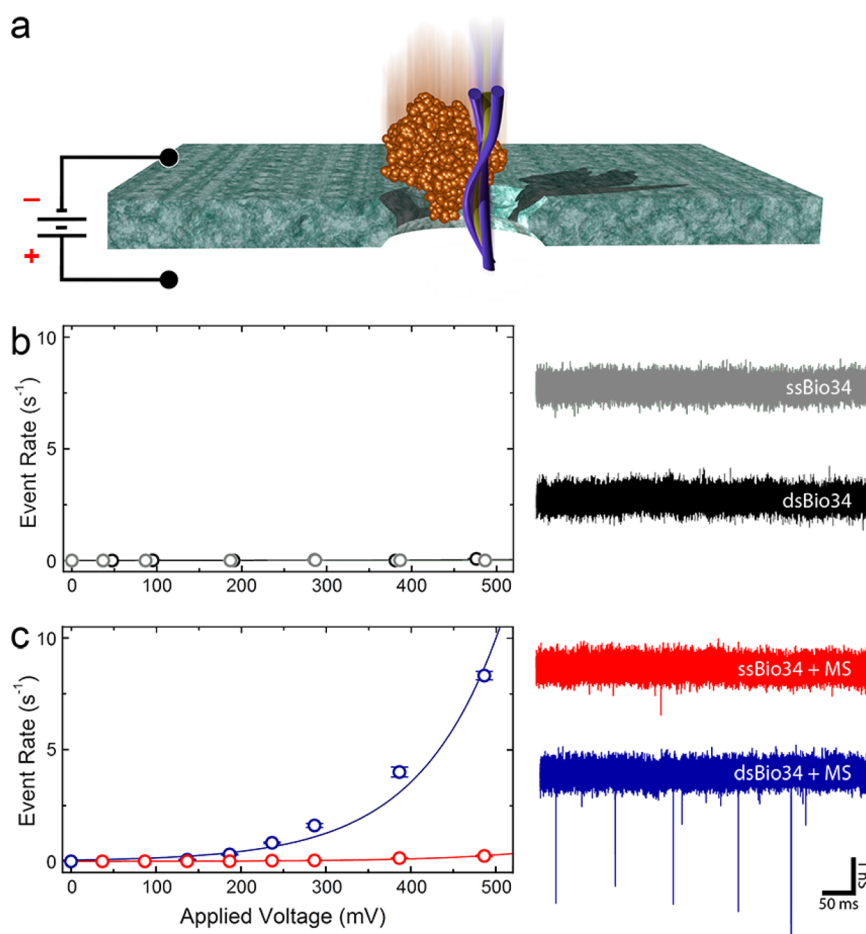 a
−
+
b
10
5
0
Event Rate (s⁻¹)
0 100 200 300 400 500
ssBio34
dsBio34
c
10
5
0
Event Rate (s⁻¹)
0 100 200 300 400 500
Applied Voltage (mV)
ssBio34 + MS
dsBio34 + MS
50 ms